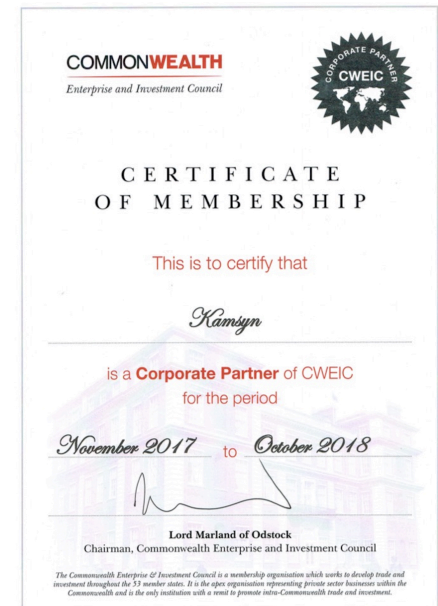 COMMONWEALTH
Enterprise and Investment Council
CORPORATE PARTNER
CWEIC
CERTIFICATE
OF MEMBERSHIP
This is to certify that
Kamsyn
is a Corporate Partner of CWEIC
for the period
November 2017 to October 2018
Lord Marland of Odstock
Chairman, Commonwealth Enterprise and Investment Council
The Commonwealth Enterprise & Investment Council is a membership organisation which works to develop trade and
investment throughout the 53 member states. It is the apex organisation representing private sector businesses within the
Commonwealth and is the only institution with a remit to promote intra-Commonwealth trade and investment.